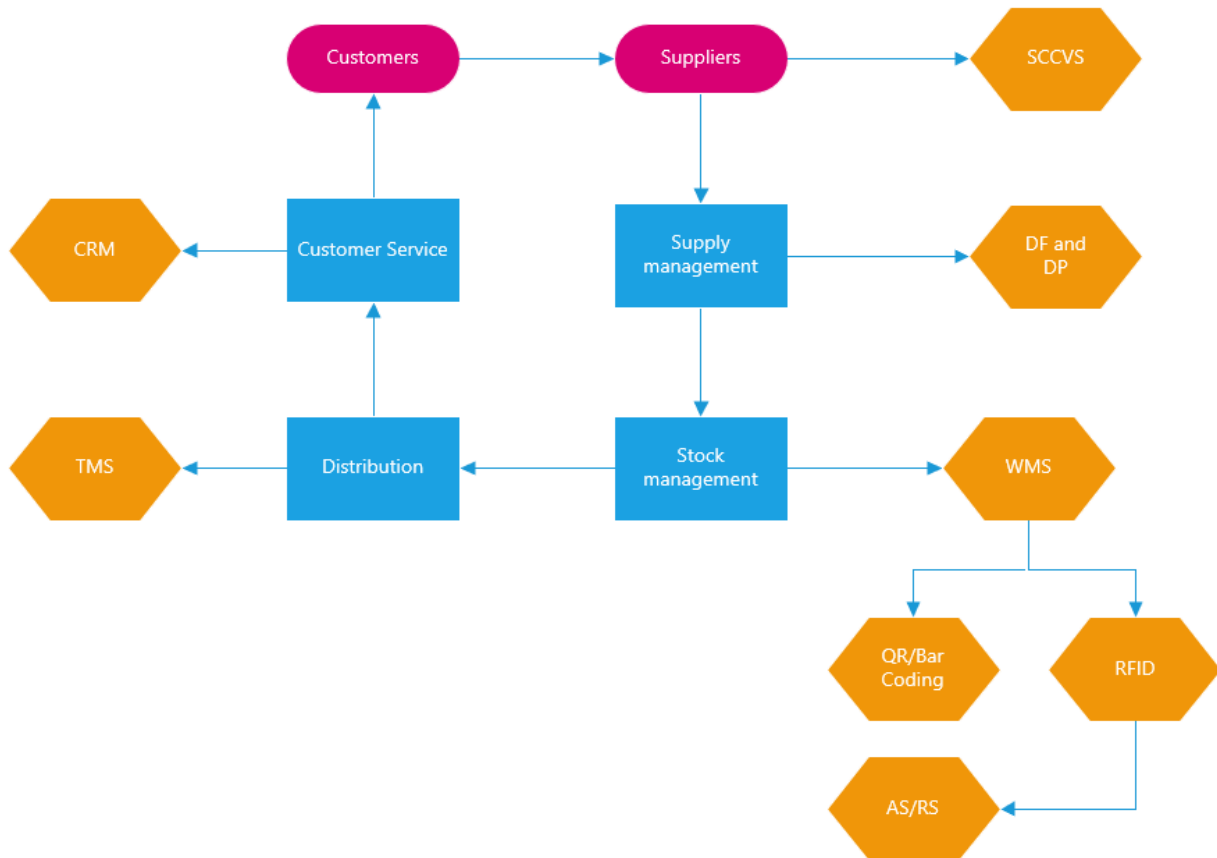 Customers
Suppliers
SCCVS
CRM
Customer Service
Supply
management
DF and
DP
TMS
Distribution
Stock
management
WMS
QR/Bar
Coding
RFID
AS/RS